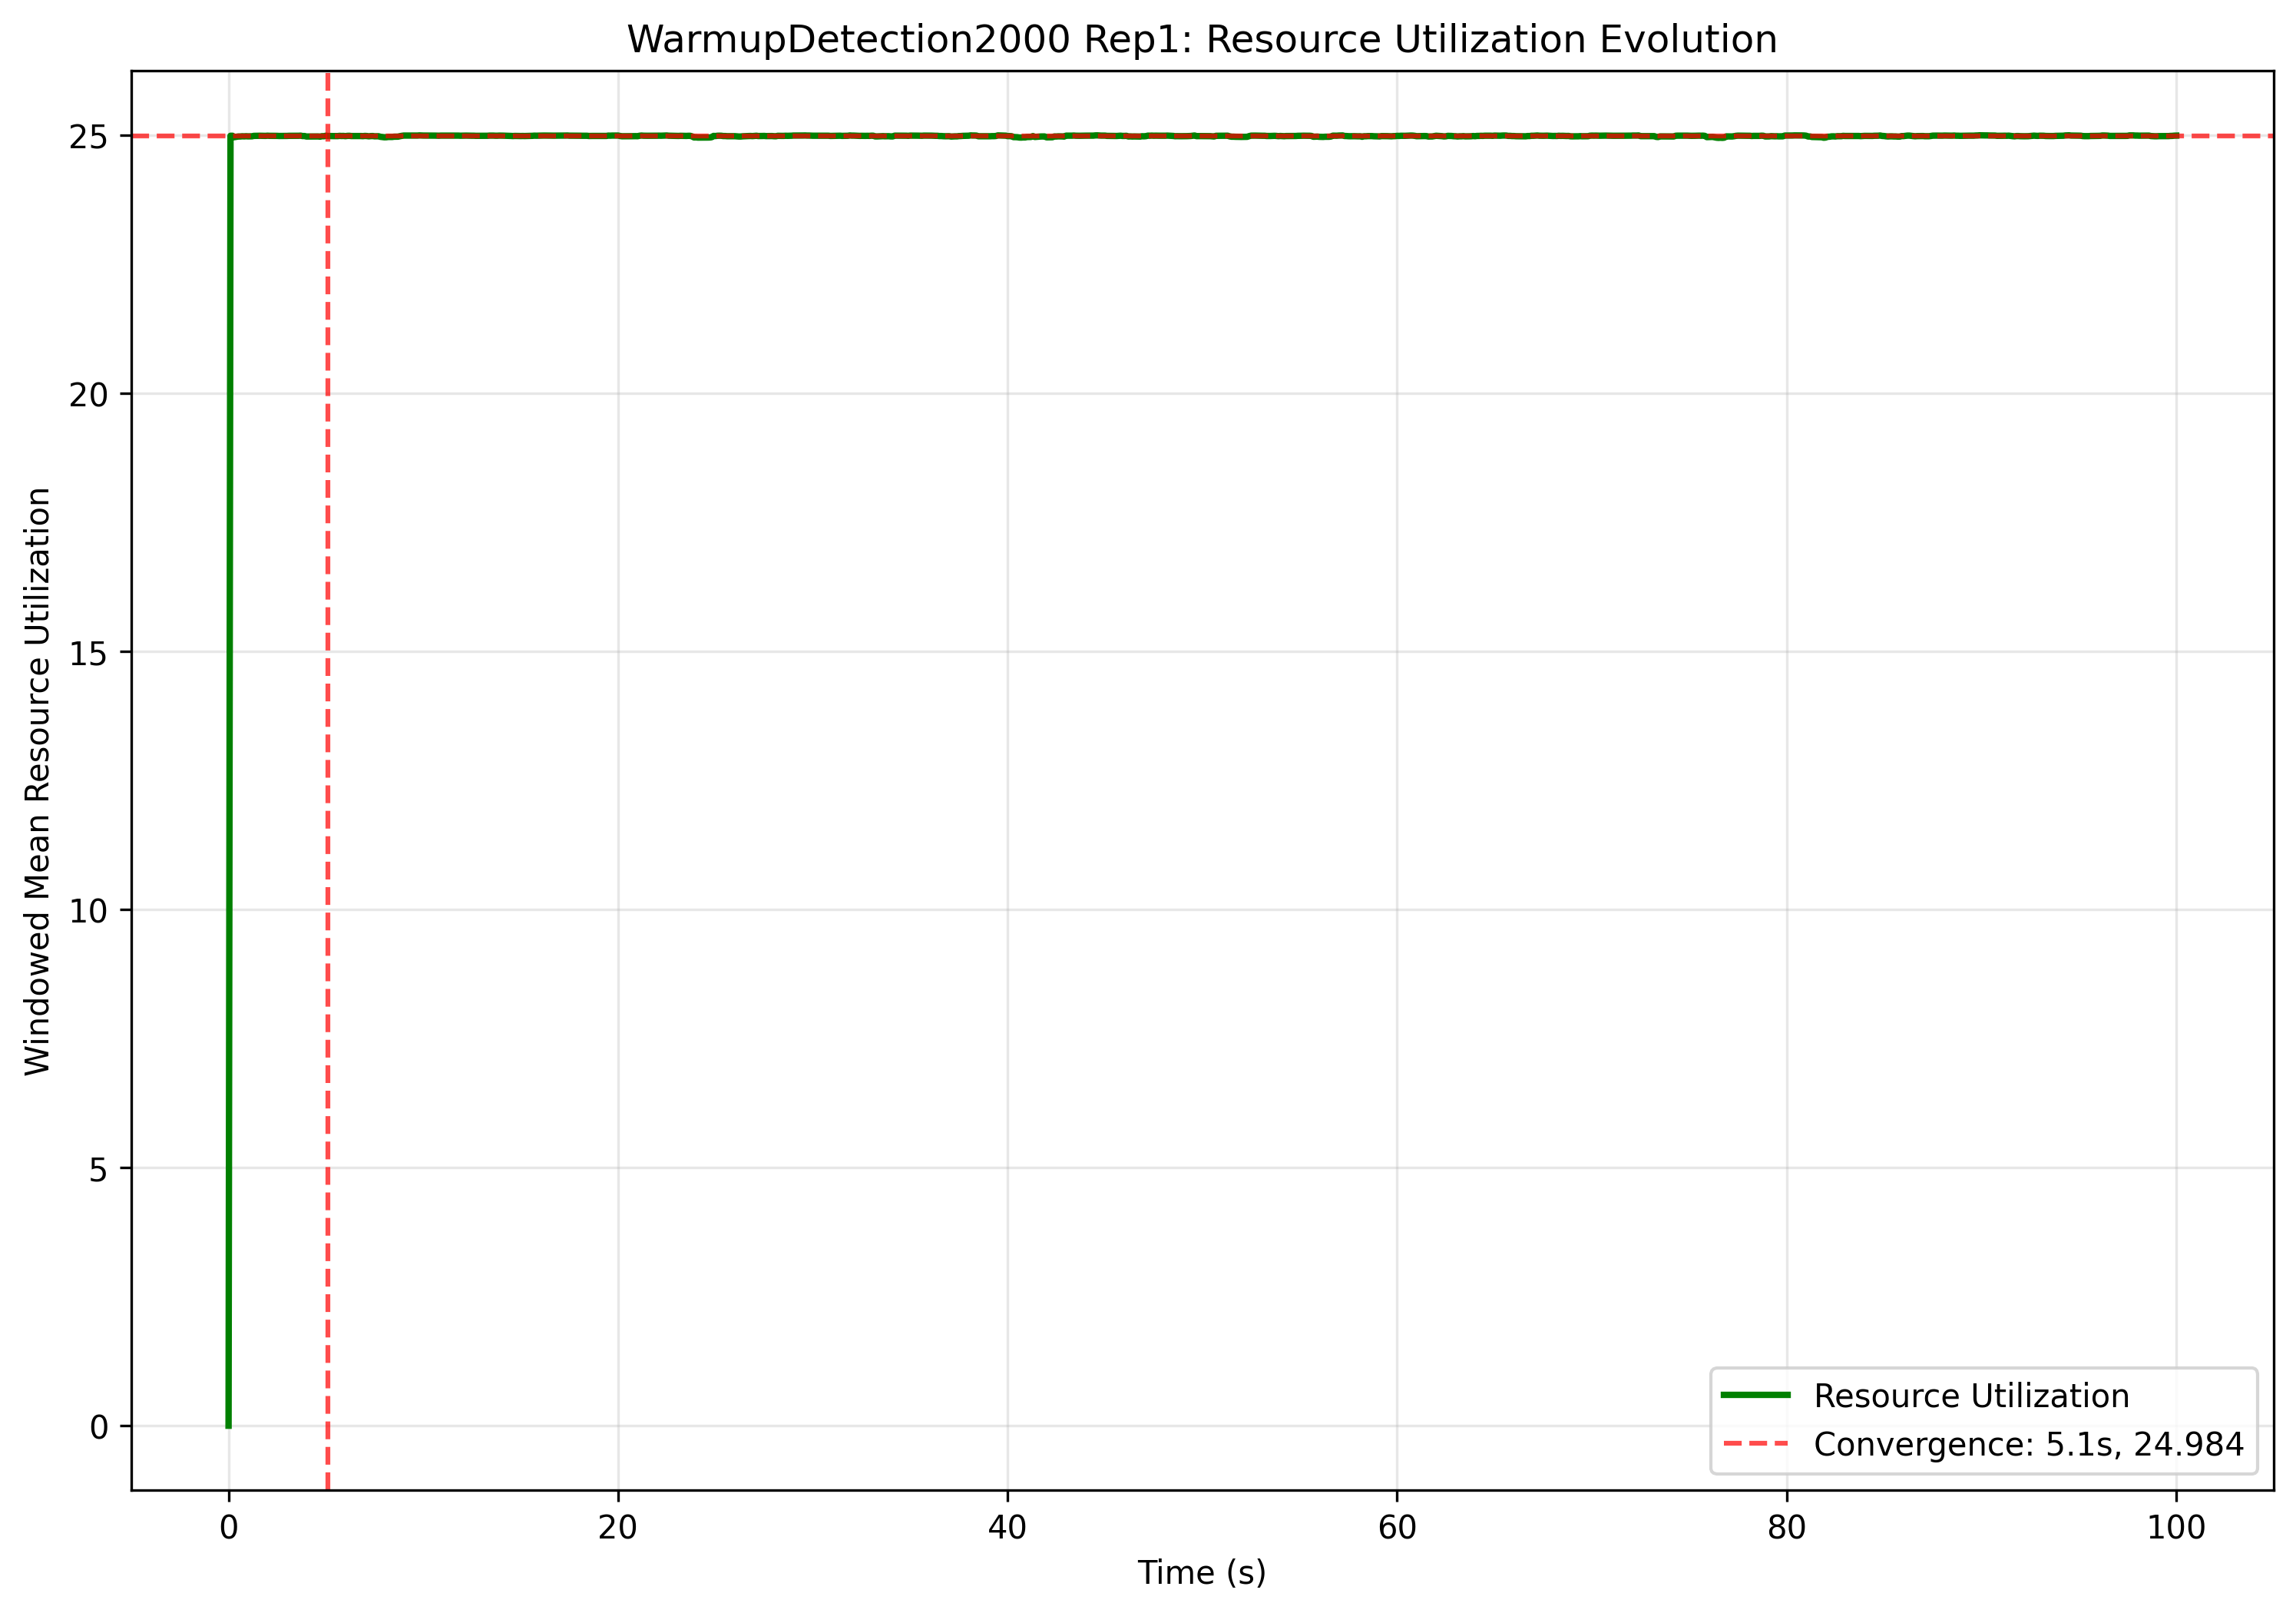 WarmupDetection2000 Rep1: Resource Utilization Evolution
Windowed Mean Resource Utilization
25
20
15
10
5
0
0 20 40 60 80 100
Time (s)
Resource Utilization
Convergence: 5.1s, 24.984